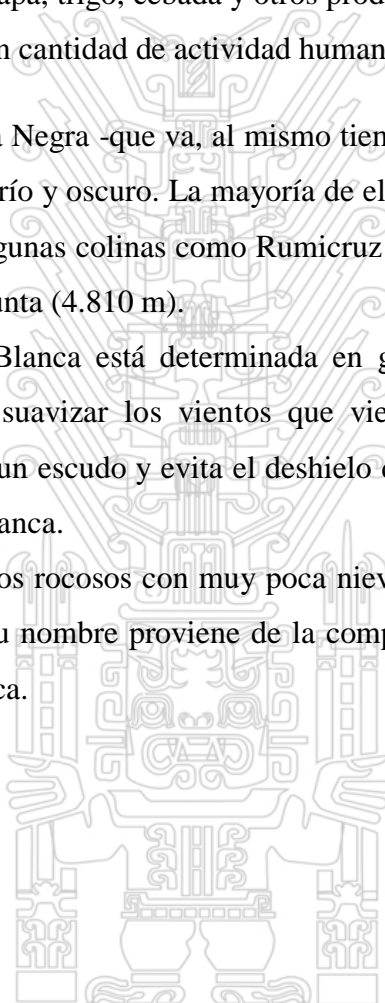 apa, trigo, cebada y otros prod
n cantidad de actividad human
a Negra -que va, al mismo tien
río y oscuro. La mayoría de el
gunas colinas como Rumicruz
unta (4.810 m).
Blanca está determinada en g
suavizar los vientos que vie
un escudo y evita el deshielo
anca.
os rocosos con muy poca niev
u nombre proviene de la comp
ca.